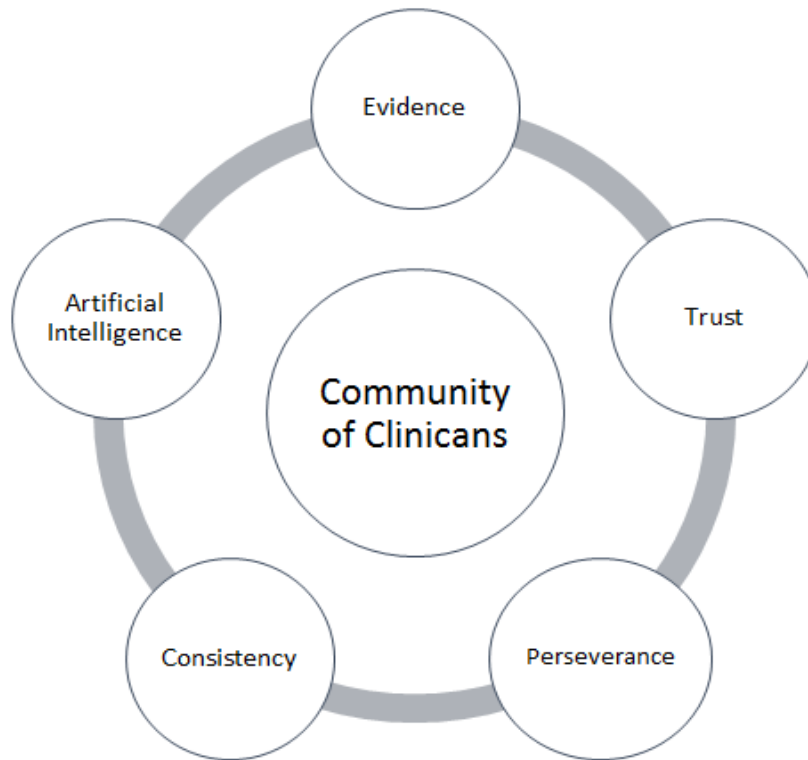 Evidence
Artificial
Intelligence
Trust
Community
of Clinicans
Consistency
Perseverance